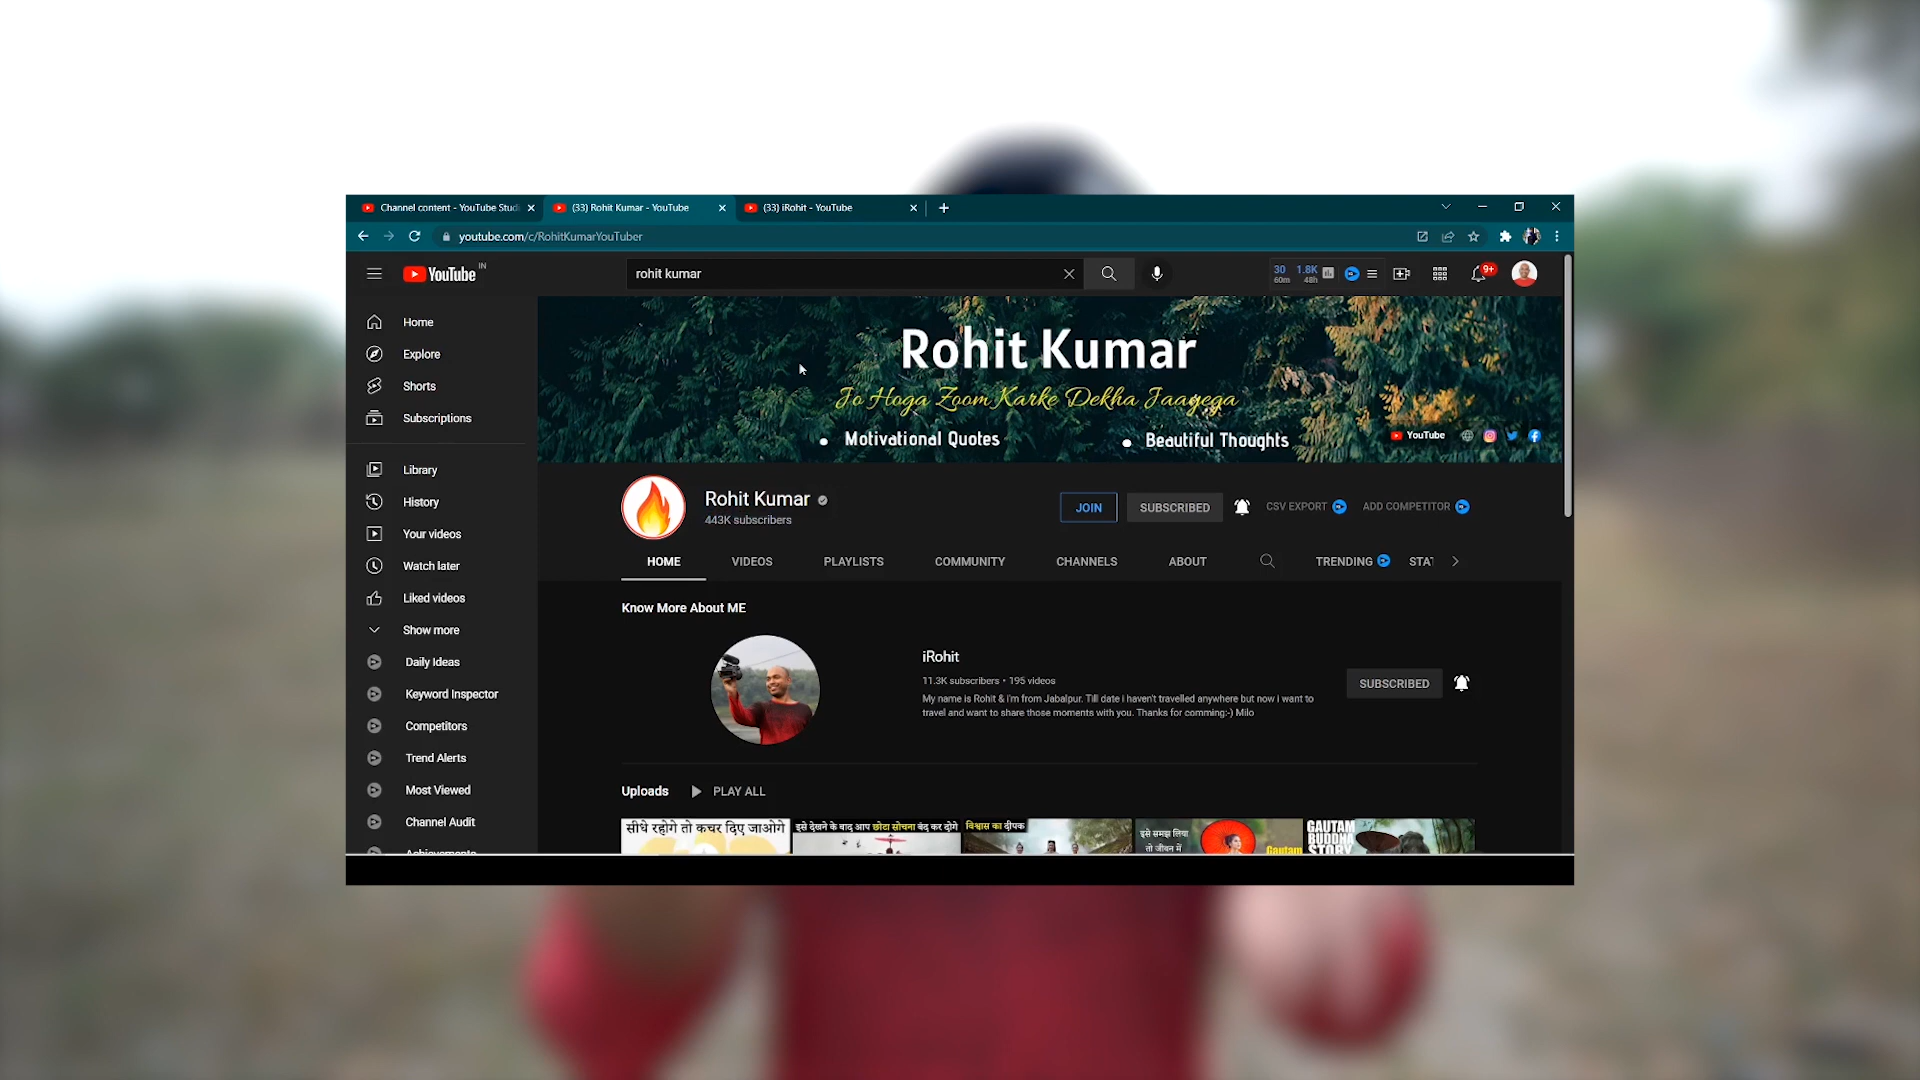 Channel content - YouTube Stud
(33) Rohit Kumar - YouTube
(33) iRohit - YouTube
youtube.com/c/RohitKumarYouTuber
YouTube IN
rohit kumar
30 1.8K
60m 48h
9+
Home
Explore
Shorts
Subscriptions
Library
History
Your videos
Watch later
Liked videos
Show more
Daily Ideas
Keyword Inspector
Competitors
Trend Alerts
Most Viewed
Channel Audit
Achievements
Rohit Kumar
Jo Hoga Zoom Karke Dekha Jaayega
• Motivational Quotes • Beautiful Thoughts
YouTube
Rohit Kumar
443K subscribers
JOIN SUBSCRIBED CSV EXPORT ADD COMPETITOR
HOME VIDEOS PLAYLISTS COMMUNITY CHANNELS ABOUT TRENDING STAT
Know More About ME
iRohit
11.3K subscribers • 195 videos
My name is Rohit & i'm from Jabalpur. Till date i haven't travelled anywhere but now i want to
travel and want to share those moments with you. Thanks for comming:-) Milo
SUBSCRIBED
Uploads PLAY ALL
सीधे रहोगे तो कचर दिए जाओगे
इसे देखने के बाद आप छोटा सोचना बंद कर दोगे
विश्वास का दीपक
इसे समझ लिया
तो जीवन में
Gautam
GAUTAM
BUDDHA
STORY